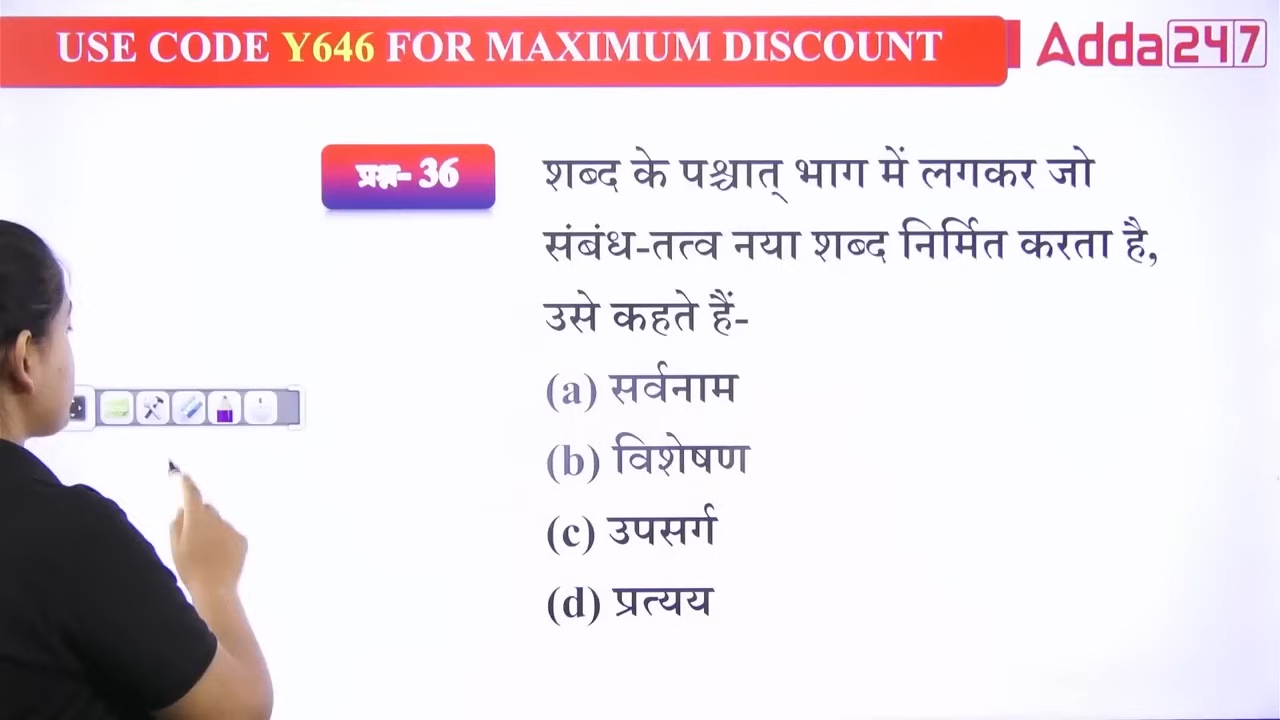 USE CODE Y646 FOR MAXIMUM DISCOUNT
Adda247
प्रश्न- 36
शब्द के पश्चात् भाग में लगकर जो
संबंध-तत्व नया शब्द निर्मित करता है,
उसे कहते हैं-
(a) सर्वनाम
(b) विशेषण
(c) उपसर्ग
(d) प्रत्यय